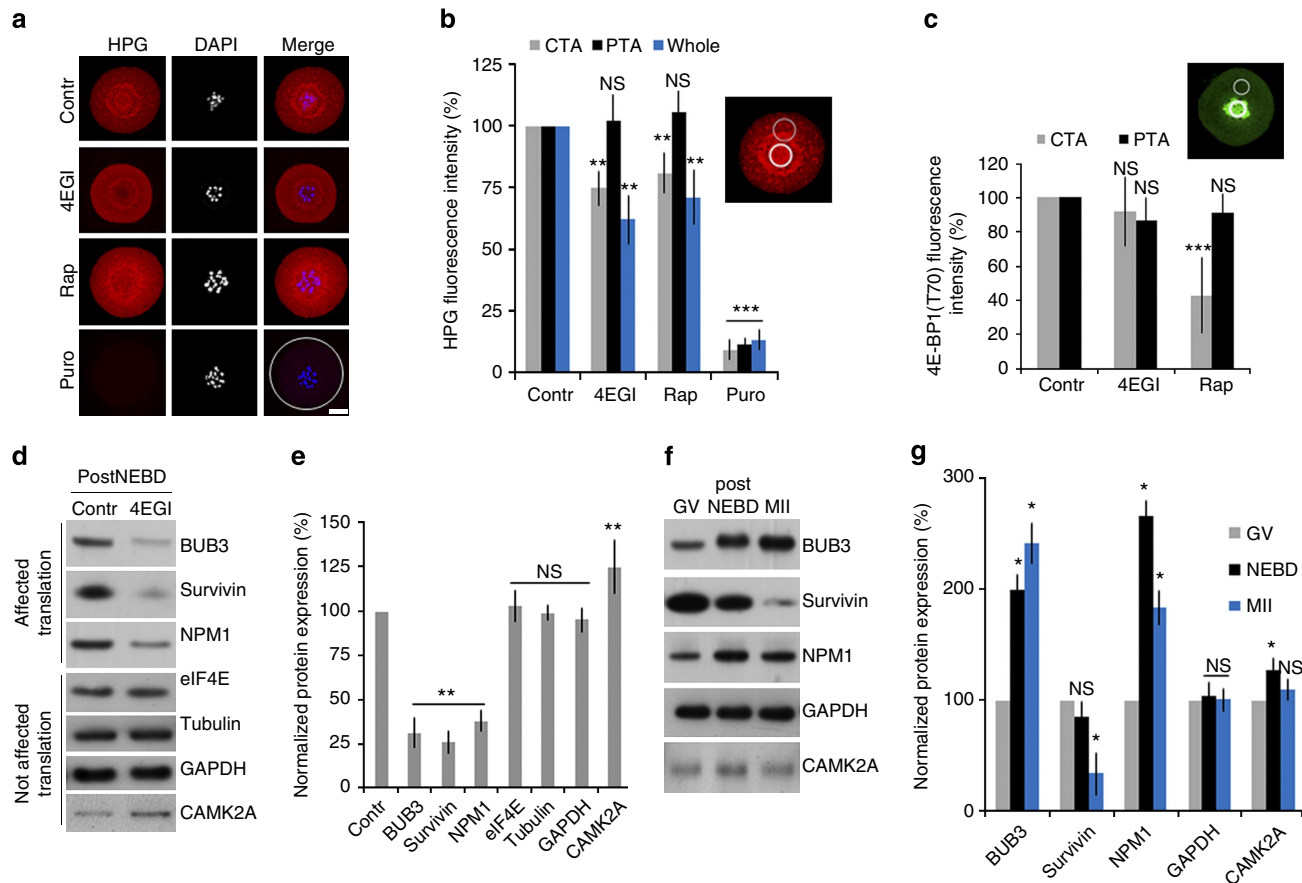 a
HPG DAPI Merge
Contr
4EGI
Rap
Puro
b
CTA PTA Whole
HPG fluorescence intensity (%)
125
100
75
50
25
0
NS NS
** ** ** **
***
Contr 4EGI Rap Puro
c
CTA PTA
4E-BP1(T70) fluorescence
intensity (%)
120
100
80
60
40
20
0
NS NS NS
***
Contr 4EGI Rap
d
PostNEBD
Contr 4EGI
Affected
translation
BUB3
Survivin
NPM1
Not affected
translation
eIF4E
Tubulin
GAPDH
CAMK2A
e
Normalized protein expression (%)
150
125
100
75
50
25
0
** NS **
Contr
BUB3
Survivin
NPM1
eIF4E
Tubulin
GAPDH
CAMK2A
f
post
GV NEBD MII
BUB3
Survivin
NPM1
GAPDH
CAMK2A
g
Normalized protein expression (%)
300
200
100
0
GV
NEBD
MII
* *
NS *
* *
NS
* NS
BUB3
Survivin
NPM1
GAPDH
CAMK2A